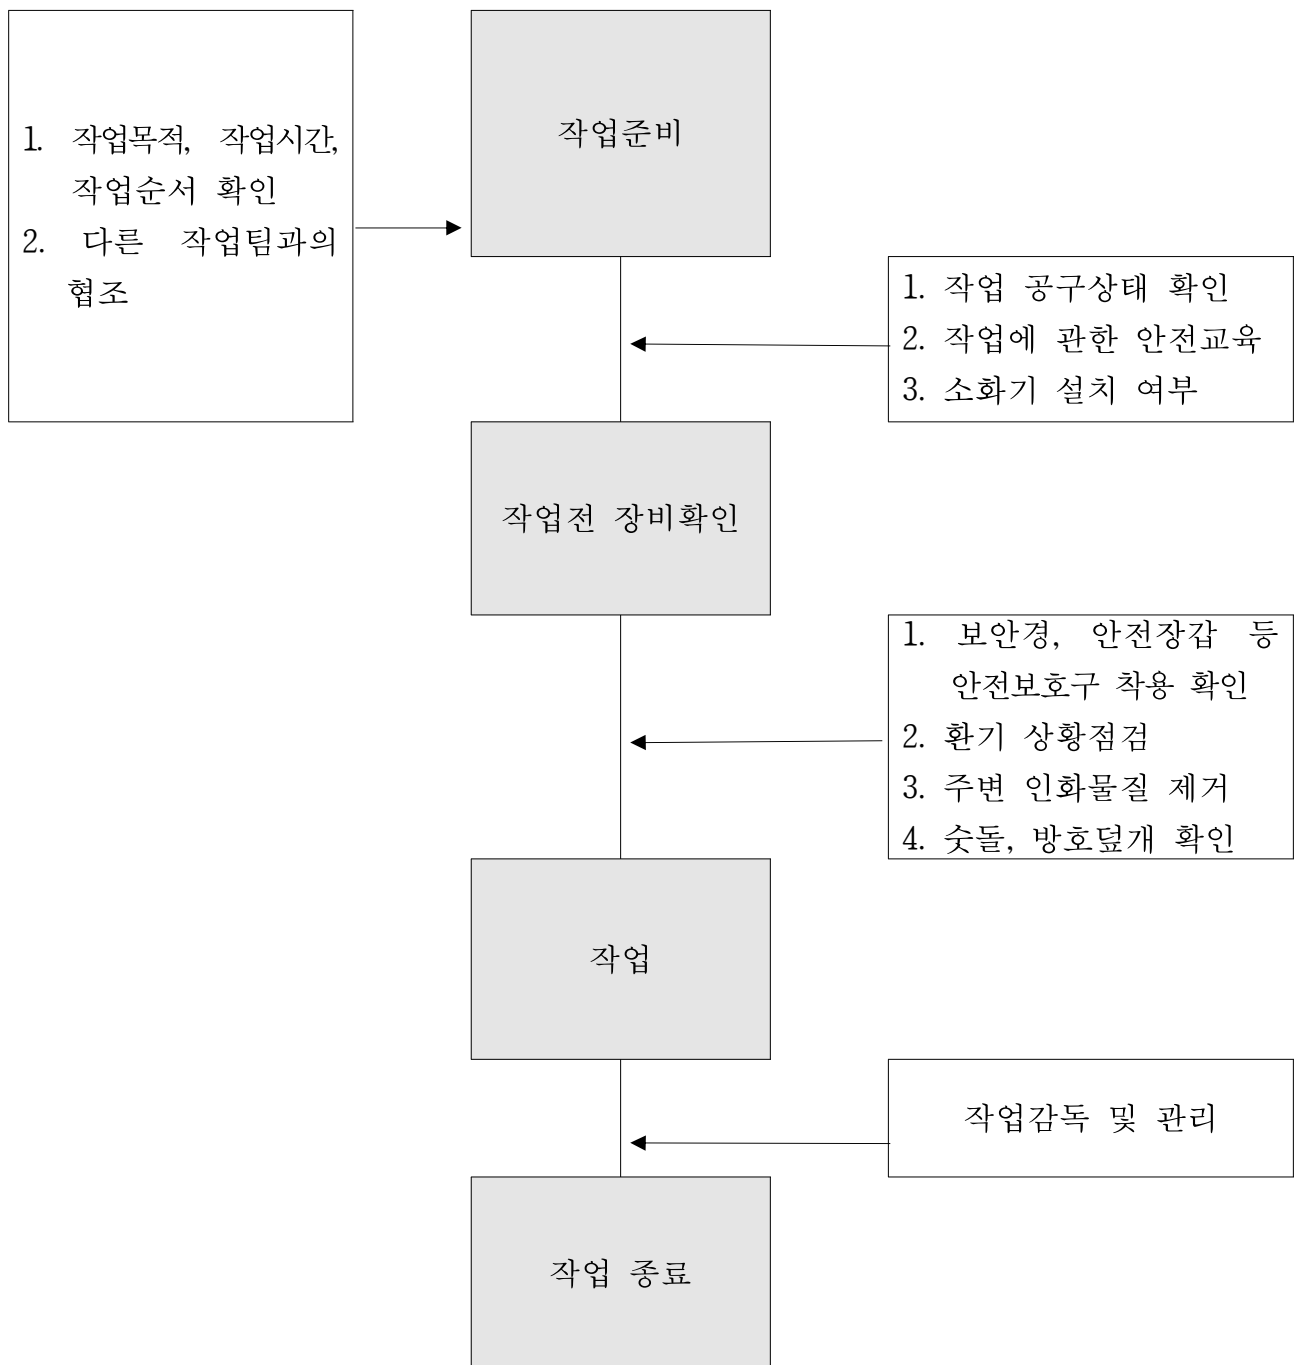 1. 작업목적, 작업시간,
작업순서 확인
2. 다른 작업팀과의
협조
작업준비
1. 작업 공구상태 확인
2. 작업에 관한 안전교육
3. 소화기 설치 여부
작업전 장비확인
1. 보안경, 안전장갑 등
안전보호구 착용 확인
2. 환기 상황점검
3. 주변 인화물질 제거
4. 숫돌, 방호덮개 확인
작업
작업감독 및 관리
작업 종료